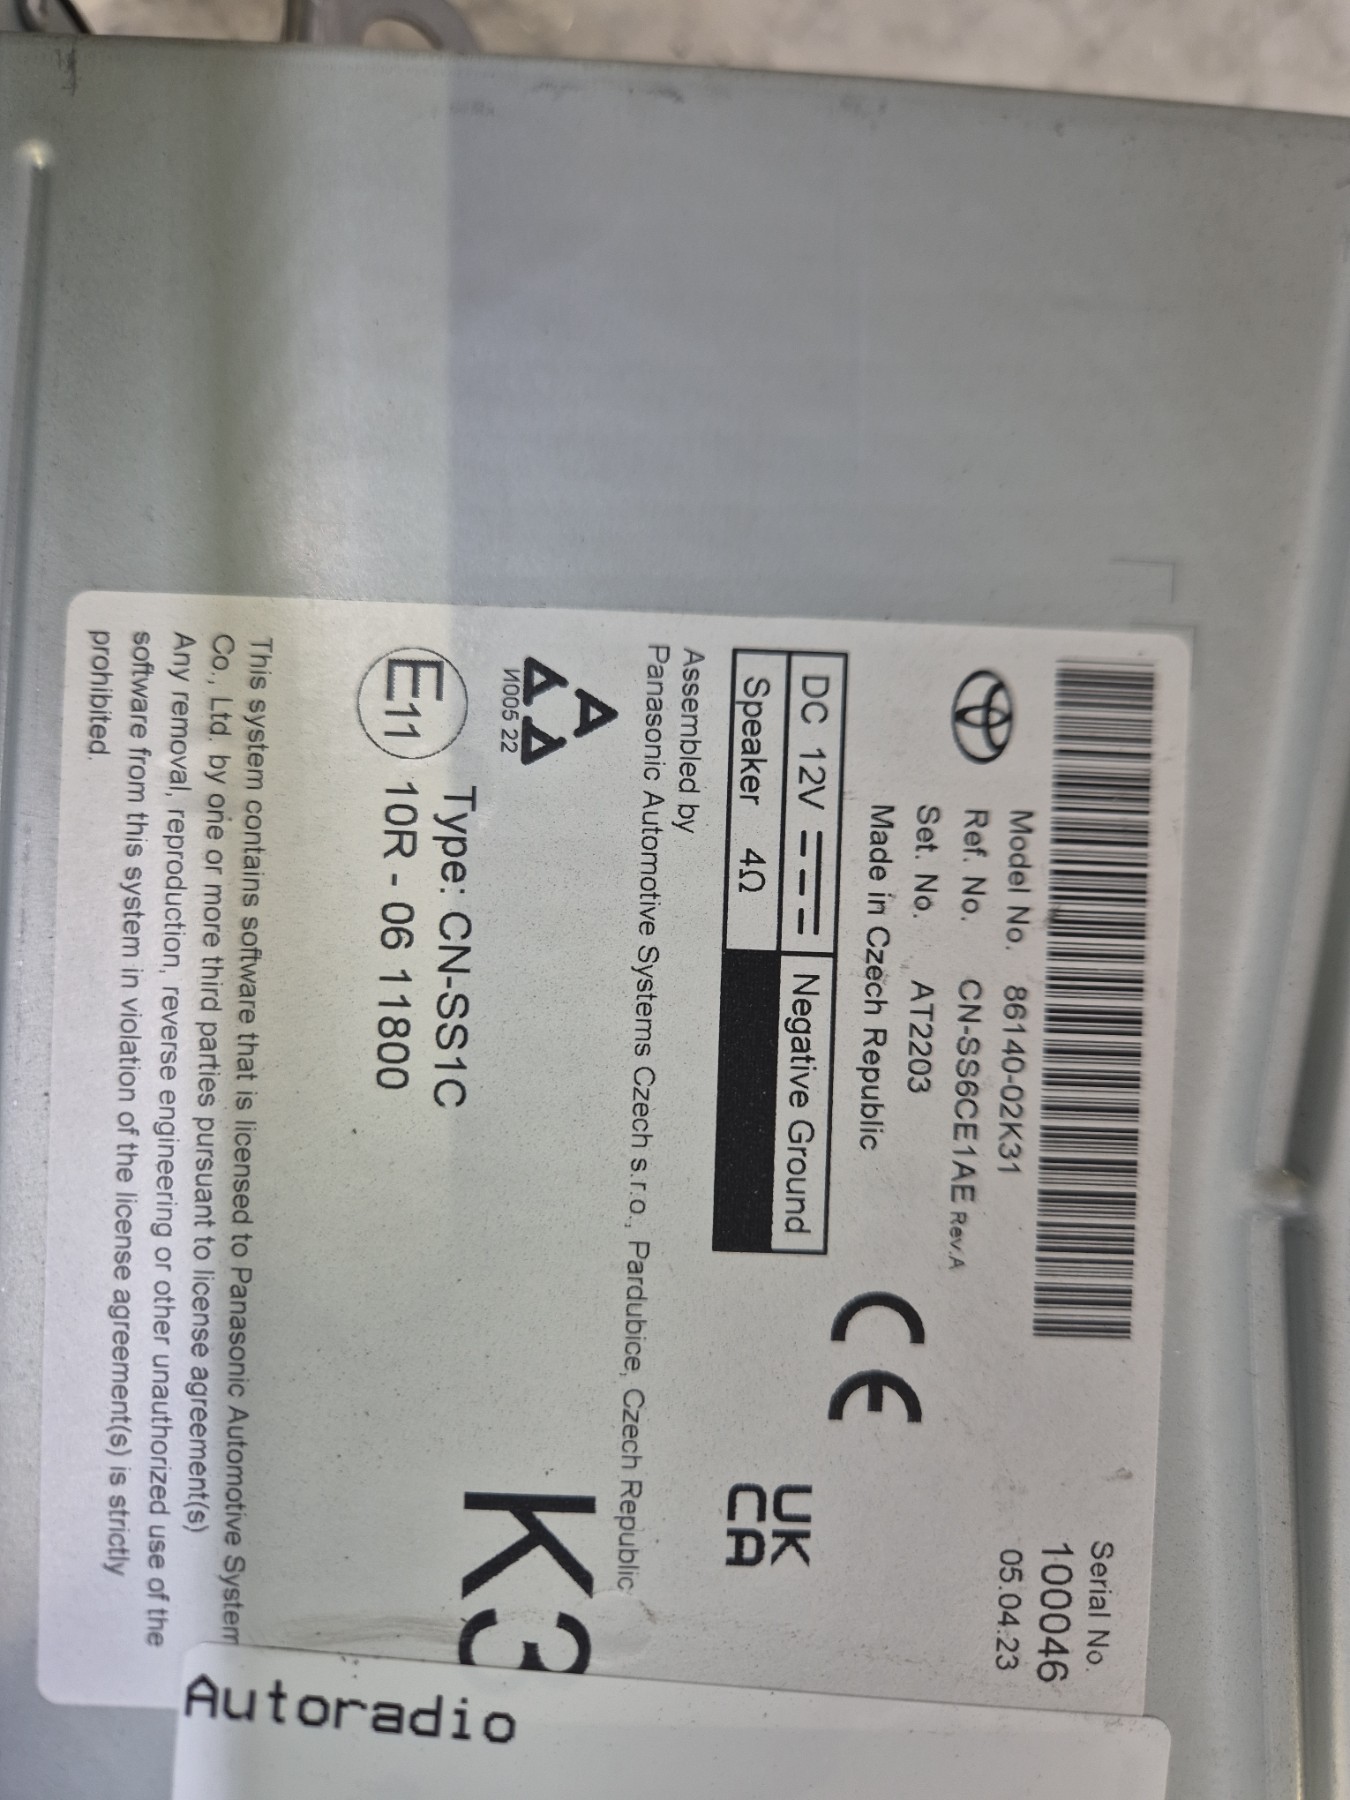 Serial No.
100046
05.04.23
Model No. 86140-02K31
Ref. No. CN-SS6CE1AE Rev.A
Set. No. AT2203
Made in Czech Republic
CE
DC 12V Negative Ground
Speaker 4Ω
UK
CA
Assembled by
Panasonic Automotive Systems Czech s.r.o., Pardubice, Czech Republic
И005 22
K3
Type: CN-SS1C
E11 10R - 06 11800
This system contains software that is licensed to Panasonic Automotive System
Co., Ltd. by one or more third parties pursuant to license agreement(s)
Any removal, reproduction, reverse engineering or other unauthorized use of the
software from this system in violation of the license agreement(s) is strictly
prohibited.
Autoradio